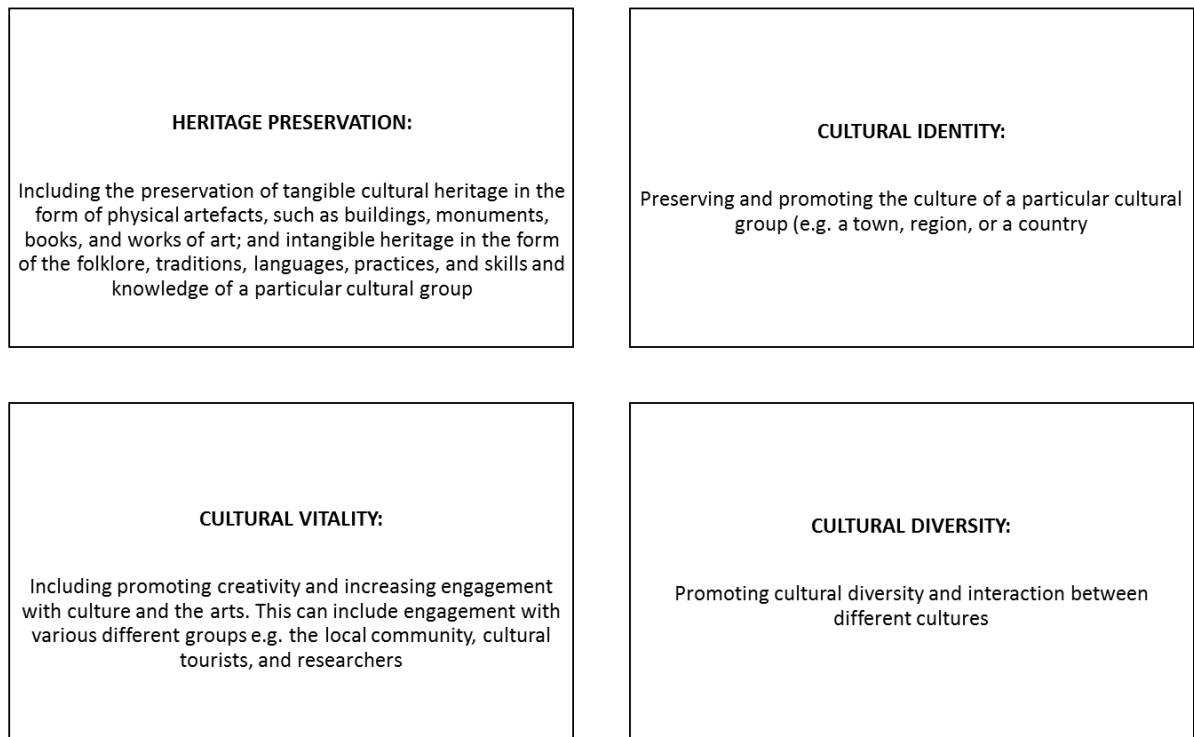 HERITAGE PRESERVATION:
Including the preservation of tangible cultural heritage in the
form of physical artefacts, such as buildings, monuments,
books, and works of art; and intangible heritage in the form
of the folklore, traditions, languages, practices, and skills and
knowledge of a particular cultural group
CULTURAL IDENTITY:
Preserving and promoting the culture of a particular cultural
group (e.g. a town, region, or a country
CULTURAL VITALITY:
Including promoting creativity and increasing engagement
with culture and the arts. This can include engagement with
various different groups e.g. the local community, cultural
tourists, and researchers
CULTURAL DIVERSITY:
Promoting cultural diversity and interaction between
different cultures